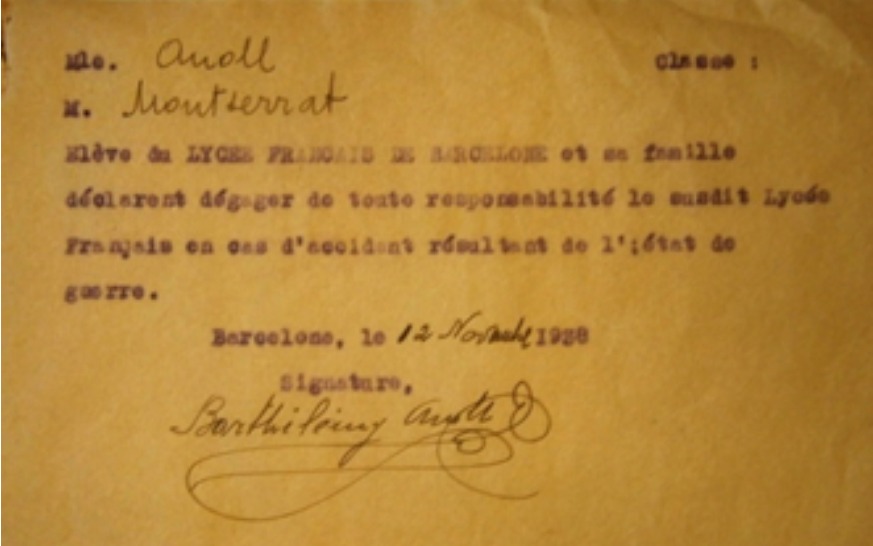 Mle. Anoll Classe :
M. Montserrat
Elève du LYCEE FRANCAIS DE BARCELONE et sa famille
déclarent dégager de toute responsabilité le susdit Lycée
Français en cas d'accident résultant de l';état de
guerre.
Barcelone, le 12 Novembre 1938
Signature,
Barthélemy Anoll